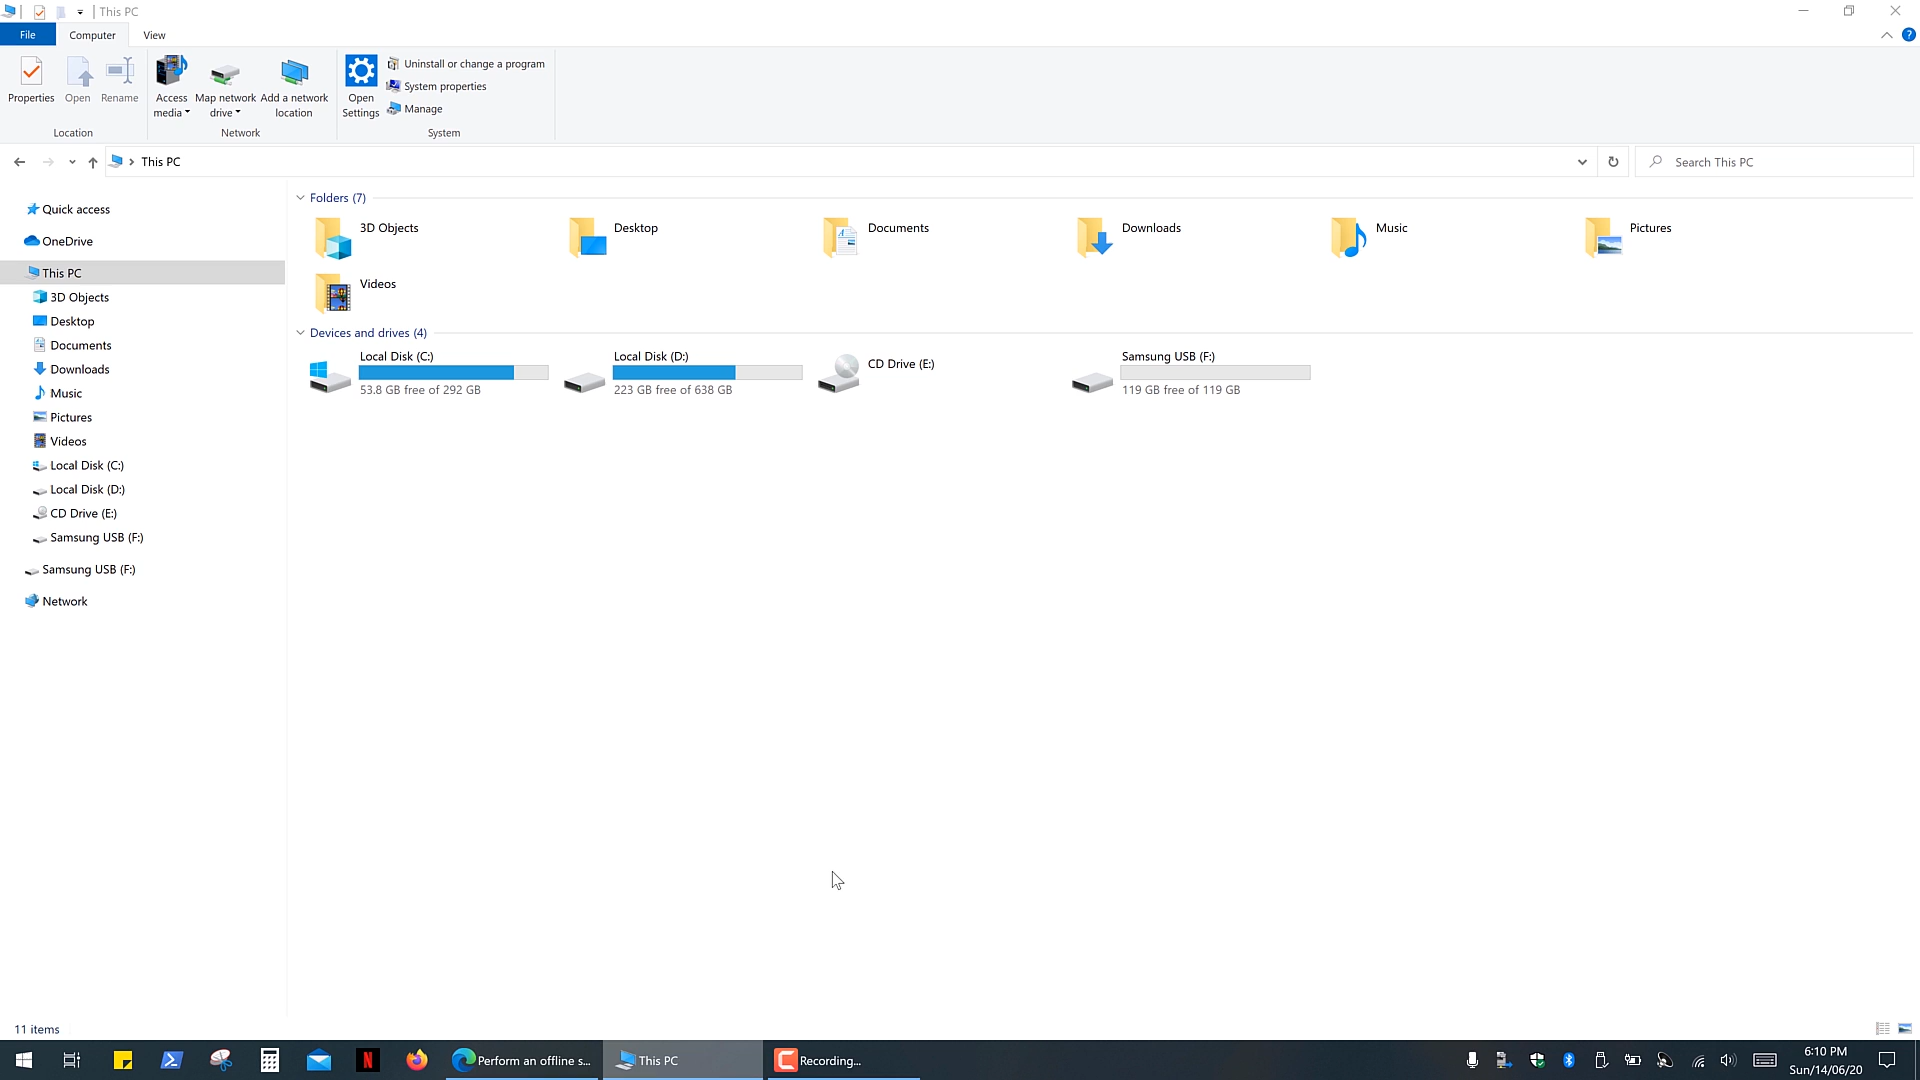 This PC
File
Computer
View
Properties
Open
Rename
Access media
Map network drive
Add a network location
Open Settings
Uninstall or change a program
System properties
Manage
Location
Network
System
This PC
Search This PC
Quick access
OneDrive
This PC
3D Objects
Desktop
Documents
Downloads
Music
Pictures
Videos
Local Disk (C:)
Local Disk (D:)
CD Drive (E:)
Samsung USB (F:)
Samsung USB (F:)
Network
Folders (7)
3D Objects
Desktop
Documents
Downloads
Music
Pictures
Videos
Devices and drives (4)
Local Disk (C:)
53.8 GB free of 292 GB
Local Disk (D:)
223 GB free of 638 GB
CD Drive (E:)
Samsung USB (F:)
119 GB free of 119 GB
11 items
Perform an offline s...
This PC
Recording...
6:10 PM
Sun/14/06/20